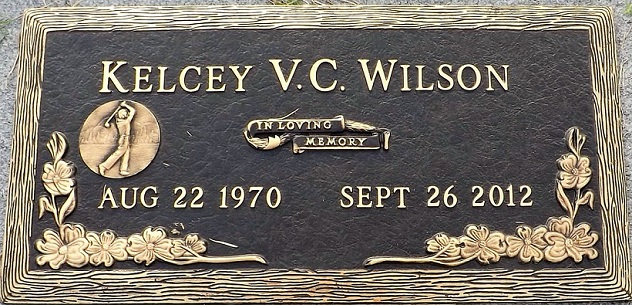 KELCEY V.C. WILSON
IN LOVING
MEMORY
AUG 22 1970 SEPT 26 2012